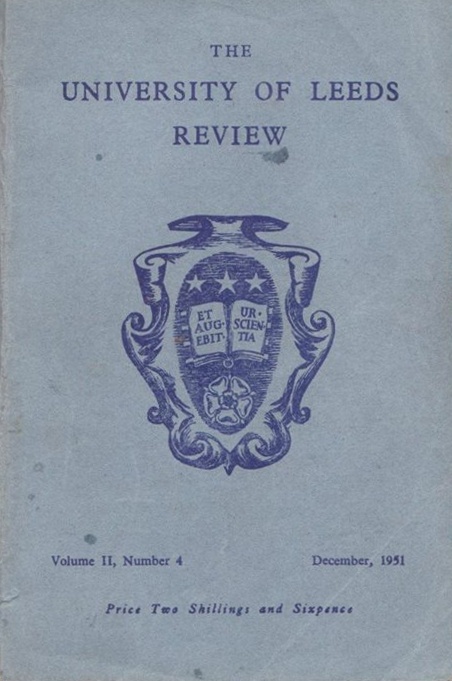 THE
UNIVERSITY OF LEEDS
REVIEW
ET
AUG-
EBIT·
UR·
SCIEN-
TIA
Volume II, Number 4
December, 1951
Price Two Shillings and Sixpence